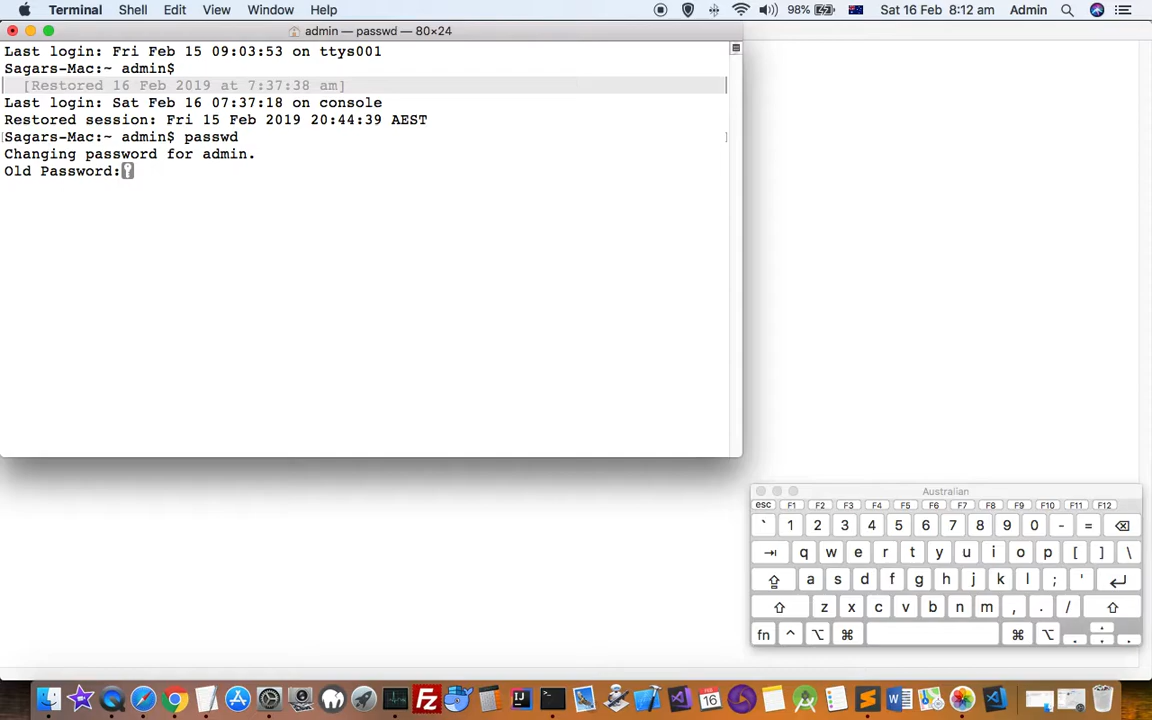 Terminal Shell Edit View Window Help 98% Sat 16 Feb 8:12 am Admin
admin — passwd — 80×24
Last login: Fri Feb 15 09:03:53 on ttys001
Sagars-Mac:~ admin$
[Restored 16 Feb 2019 at 7:37:38 am]
Last login: Sat Feb 16 07:37:18 on console
Restored session: Fri 15 Feb 2019 20:44:39 AEST
[Sagars-Mac:~ admin$ passwd ]
Changing password for admin.
Old Password:
Australian
esc F1 F2 F3 F4 F5 F6 F7 F8 F9 F10 F11 F12
` 1 2 3 4 5 6 7 8 9 0 - =
q w e r t y u i o p [ ] \
a s d f g h j k l ; '
z x c v b n m , . /
fn ^ ⌥ ⌘ ⌘ ⌥
FZ IJ FEB 16 S W